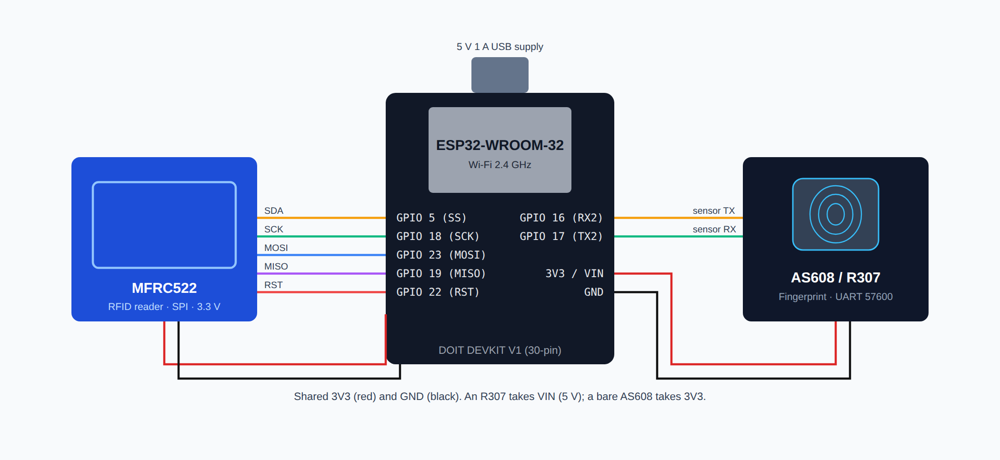 5 V 1 A USB supply
ESP32-WROOM-32
Wi-Fi 2.4 GHz
SDA
SCK
MOSI
MISO
RST
MFRC522
RFID reader · SPI · 3.3 V
GPIO 5 (SS)
GPIO 18 (SCK)
GPIO 23 (MOSI)
GPIO 19 (MISO)
GPIO 22 (RST)
GPIO 16 (RX2)
GPIO 17 (TX2)
3V3 / VIN
GND
DOIT DEVKIT V1 (30-pin)
sensor TX
sensor RX
AS608 / R307
Fingerprint · UART 57600
Shared 3V3 (red) and GND (black). An R307 takes VIN (5 V); a bare AS608 takes 3V3.